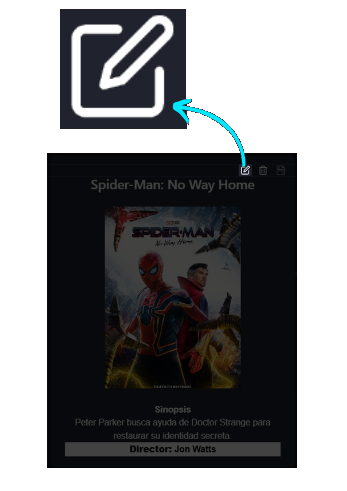 Spider-Man: No Way Home
SPIDER-MAN
No Way Home
Sinopsis
Peter Parker busca ayuda de Doctor Strange para
restaurar su identidad secreta.
Director: Jon Watts